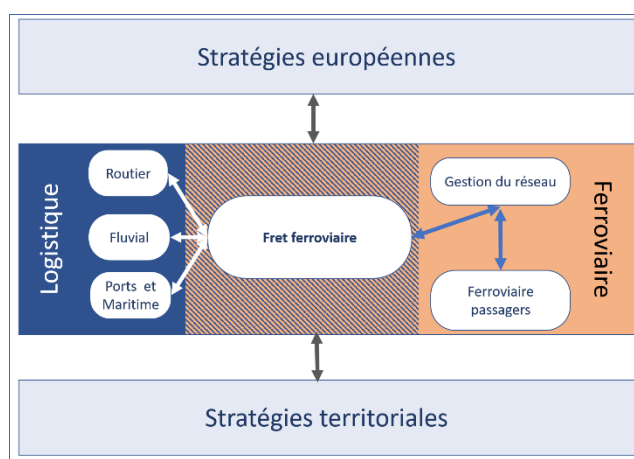 Stratégies européennes
Logistique
Routier
Fluvial
Ports et
Maritime
Fret ferroviaire
Gestion du réseau
Ferroviaire
passagers
Ferroviaire
Stratégies territoriales